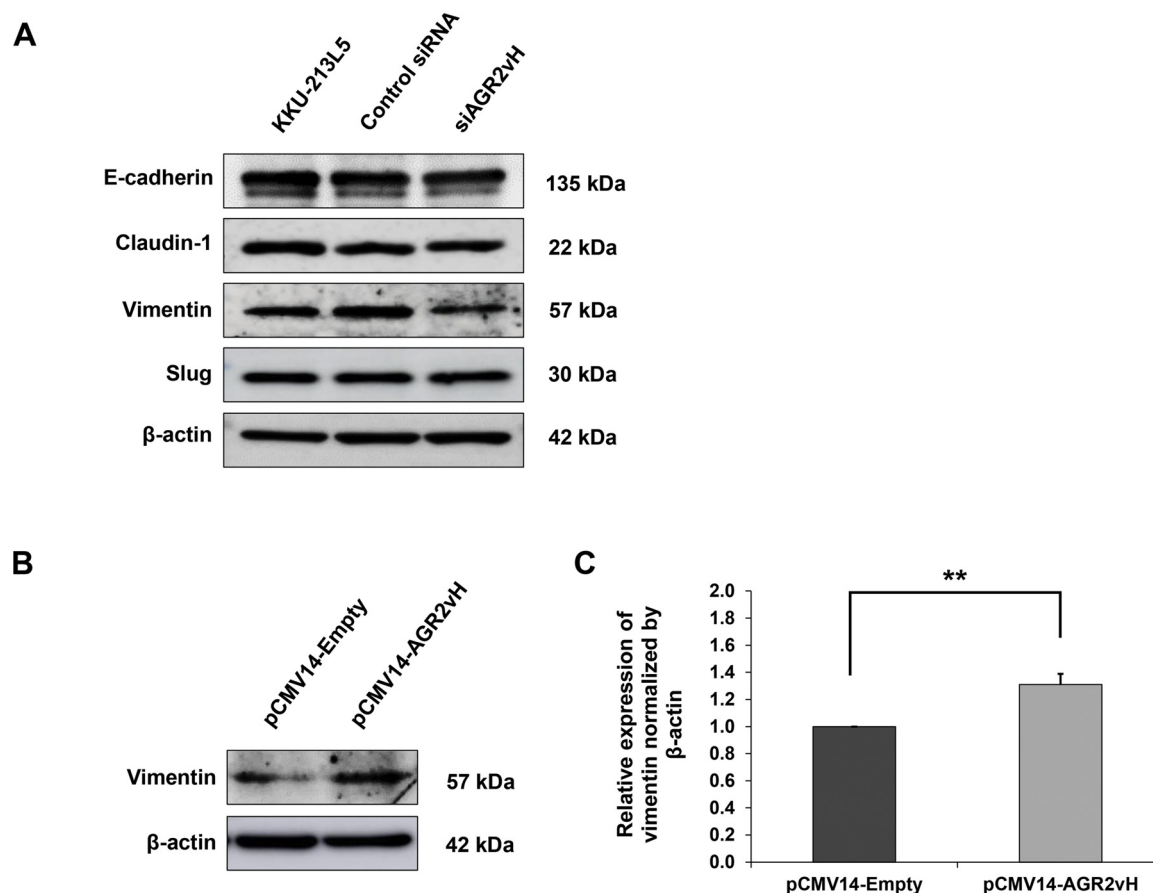 A
KKU-213L5
Control siRNA
siAGR2vH
E-cadherin
135 kDa
Claudin-1
22 kDa
Vimentin
57 kDa
Slug
30 kDa
β-actin
42 kDa
B
pCMV14-Empty
pCMV14-AGR2vH
Vimentin
57 kDa
β-actin
42 kDa
C
Relative expression of
vimentin normalized by
β-actin
**
2.0
1.8
1.6
1.4
1.2
1.0
0.8
0.6
0.4
0.2
0.0
pCMV14-Empty
pCMV14-AGR2vH